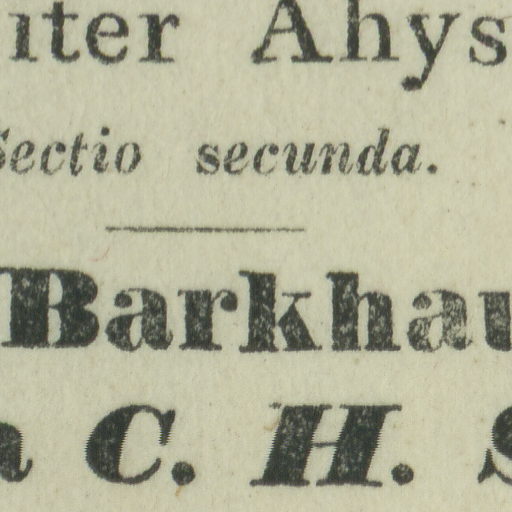 iter Ahys
Sectio secunda.
Barkhau
a C. H. S